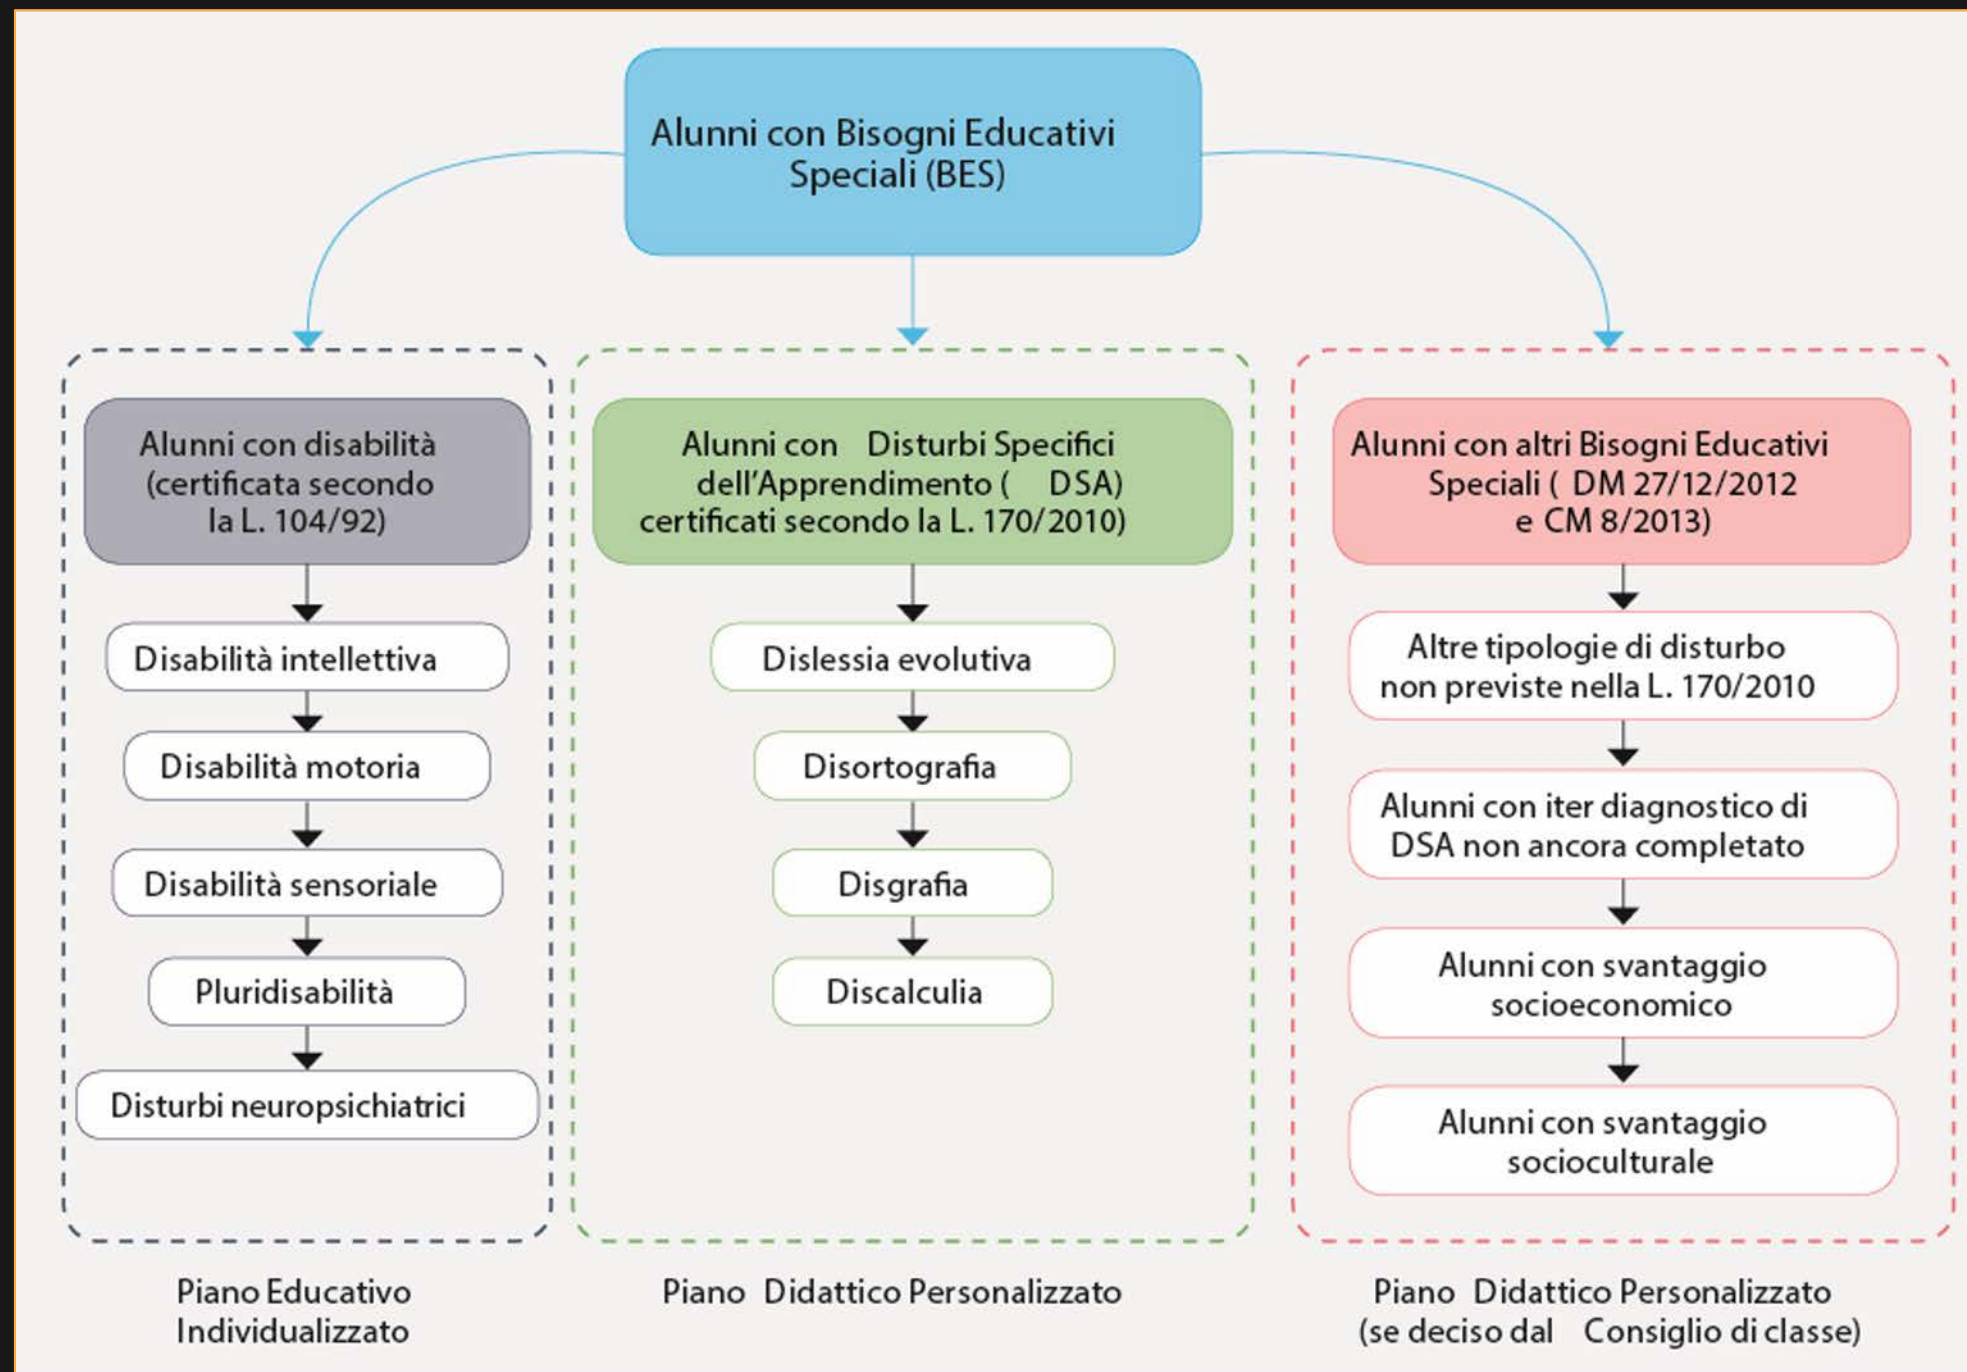 Alunni con Bisogni Educativi
Speciali (BES)
Alunni con disabilità
(certificata secondo
la L. 104/92)
Disabilità intellettiva
Disabilità motoria
Disabilità sensoriale
Pluridisabilità
Disturbi neuropsichiatrici
Piano Educativo
Individualizzato
Alunni con Disturbi Specifici
dell'Apprendimento ( DSA)
certificati secondo la L. 170/2010)
Dislessia evolutiva
Disortografia
Disgrafia
Discalculia
Piano Didattico Personalizzato
Alunni con altri Bisogni Educativi
Speciali ( DM 27/12/2012
e CM 8/2013)
Altre tipologie di disturbo
non previste nella L. 170/2010
Alunni con iter diagnostico di
DSA non ancora completato
Alunni con svantaggio
socioeconomico
Alunni con svantaggio
socioculturale
Piano Didattico Personalizzato
(se deciso dal Consiglio di classe)